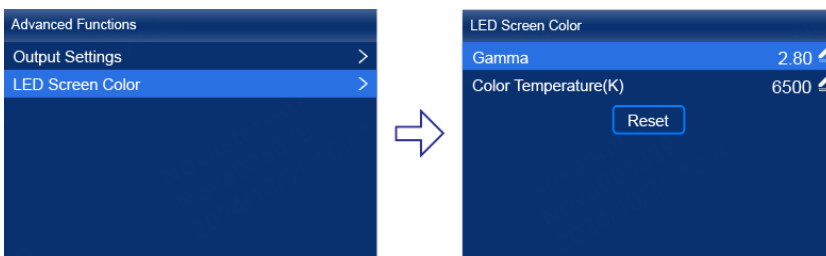 Advanced Functions
Output Settings
LED Screen Color
LED Screen Color
Gamma 2.80
Color Temperature(K) 6500
Reset